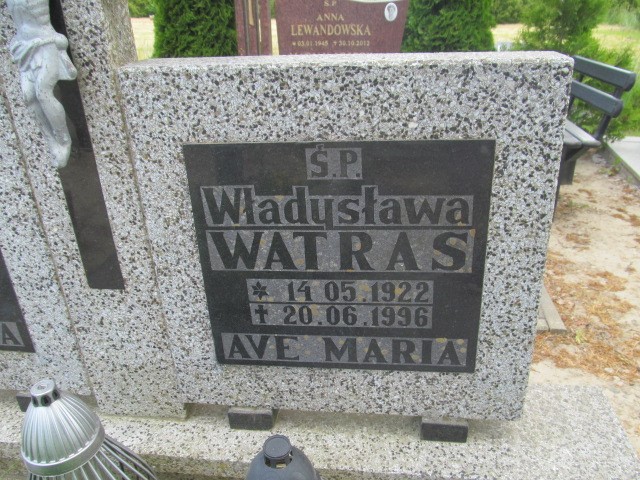 Ś.P.
ANNA
LEWANDOWSKA
Ś.P.
Władysława
WATRAS
14 05.1922
20.06.1996
AVE MARIA
A